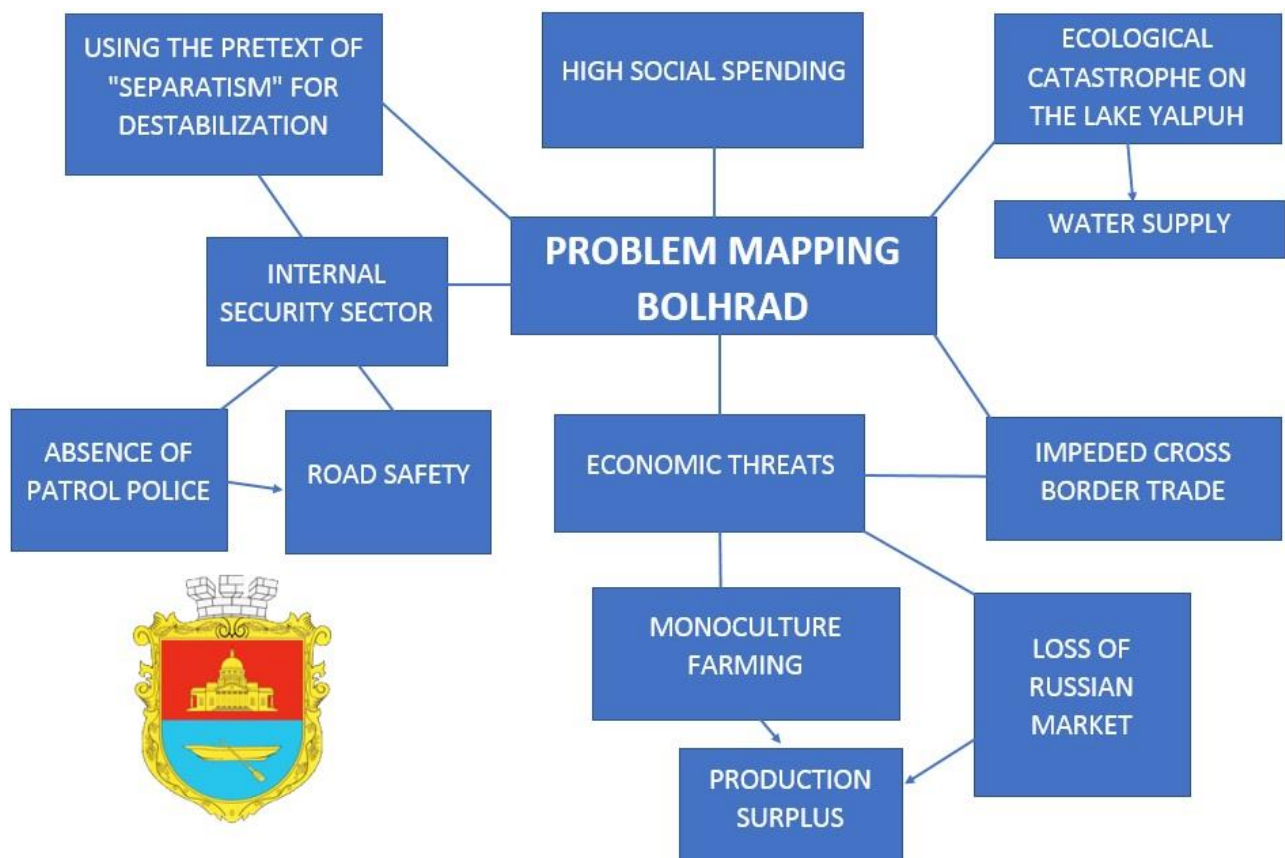 USING THE PRETEXT OF
"SEPARATISM" FOR
DESTABILIZATION
HIGH SOCIAL SPENDING
ECOLOGICAL
CATASTROPHE ON
THE LAKE YALPUH
WATER SUPPLY
PROBLEM MAPPING
BOLHRAD
INTERNAL
SECURITY SECTOR
ABSENCE OF
PATROL POLICE
ROAD SAFETY
ECONOMIC THREATS
IMPEDED CROSS
BORDER TRADE
MONOCULTURE
FARMING
LOSS OF
RUSSIAN
MARKET
PRODUCTION
SURPLUS